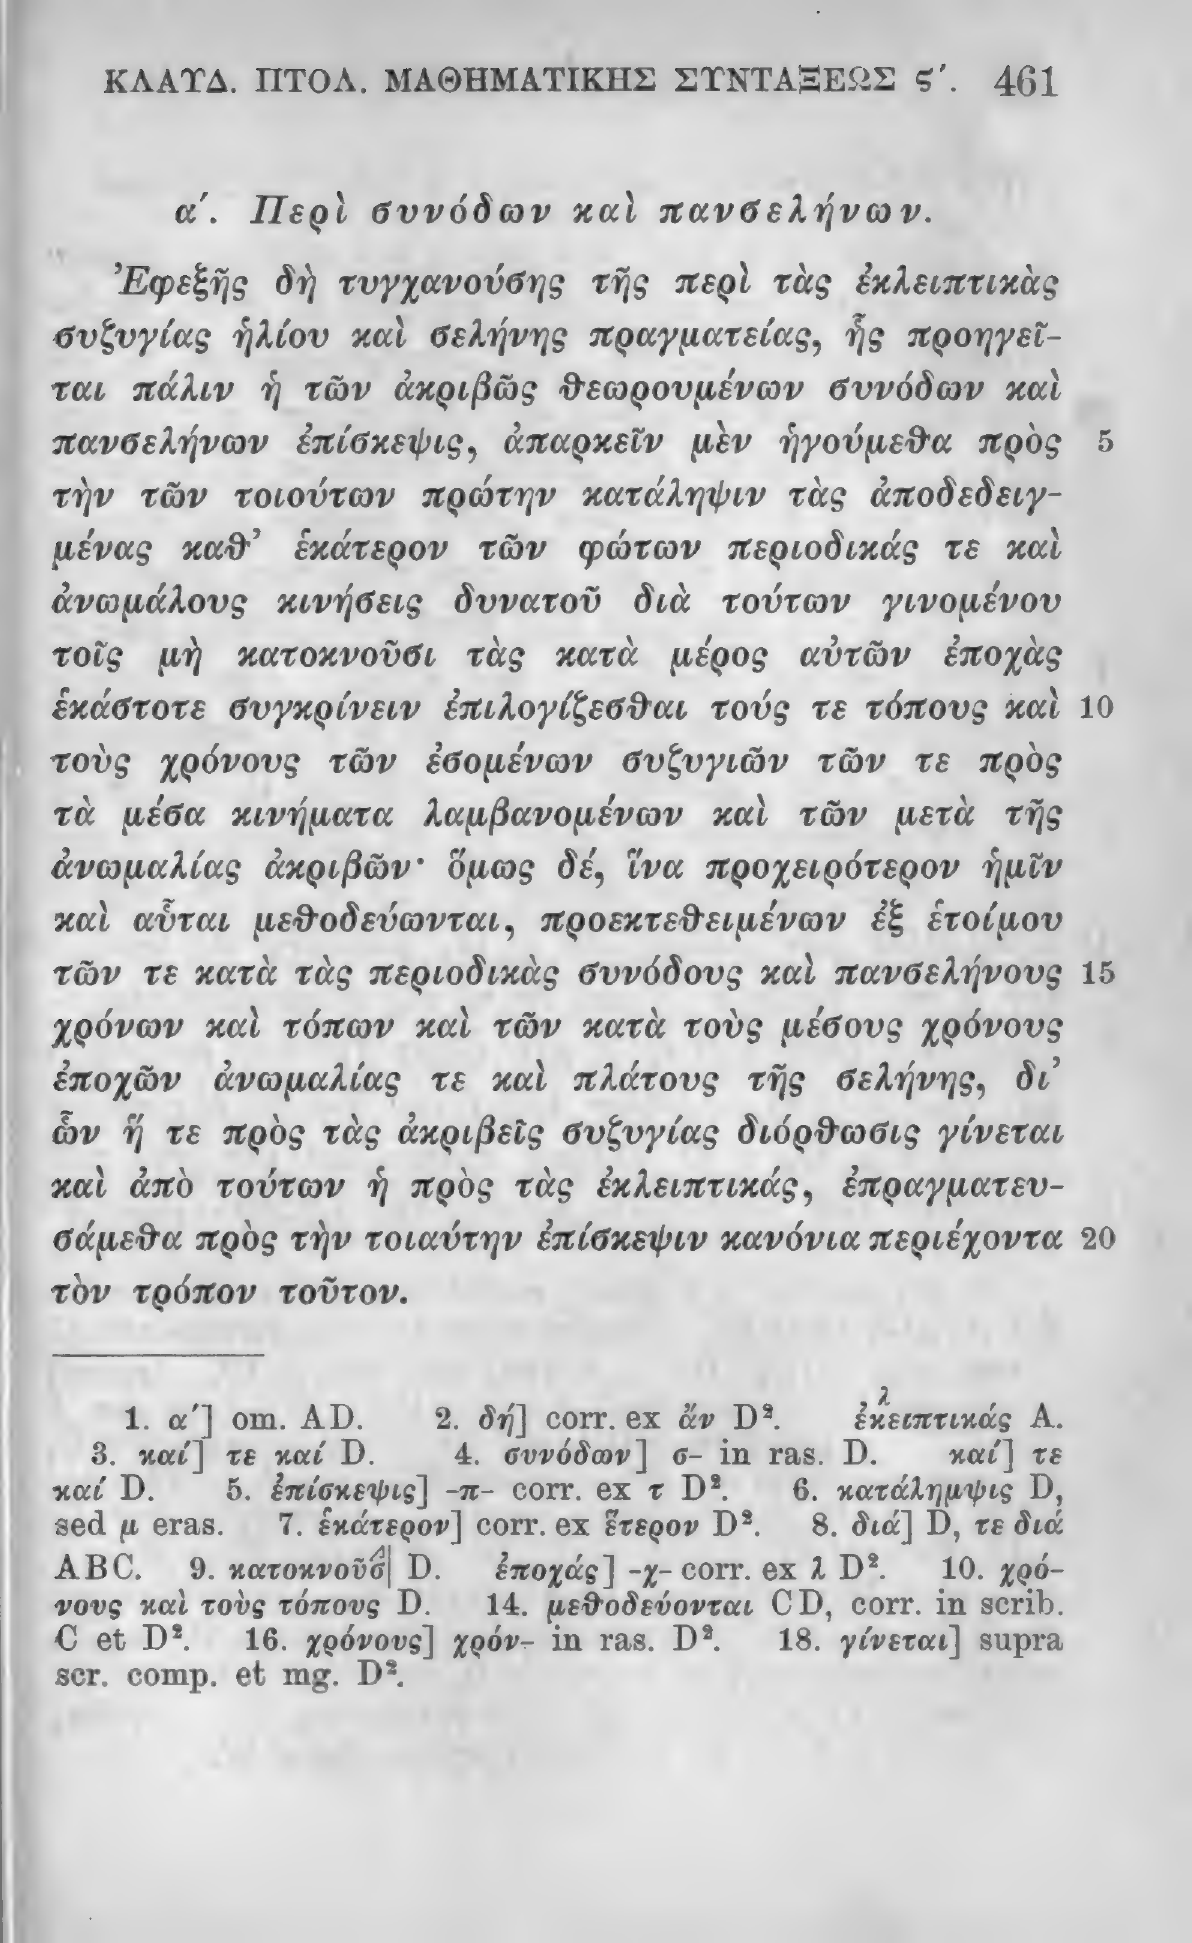 ΚΛΑΥΔ. ΠΤΟΛ. ΜΑΘΗΜΑΤΙΚΗΣ ΣΥΝΤΑΞΕΩΣ ϛʹ. 461
αʹ. Περὶ συνόδων καὶ πανσελήνων.
Ἐφεξῆς δὴ τυγχανούσης τῆς περὶ τὰς ἐκλειπτικὰς
συζυγίας ἡλίου καὶ σελήνης πραγματείας, ἧς προηγεῖ-
ται πάλιν ἡ τῶν ἀκριβῶς θεωρουμένων συνόδων καὶ
πανσελήνων ἐπίσκεψις, ἀπαρκεῖν μὲν ἡγούμεθα πρὸς 5
τὴν τῶν τοιούτων πρώτην κατάληψιν τὰς ἀποδεδειγ-
μένας καθ’ ἑκάτερον τῶν φώτων περιοδικάς τε καὶ
ἀνωμάλους κινήσεις δυνατοῦ διὰ τούτων γινομένου
τοῖς μὴ κατοκνοῦσι τὰς κατὰ μέρος αὐτῶν ἐποχὰς
ἑκάστοτε συγκρίνειν ἐπιλογίζεσθαι τούς τε τόπους καὶ 10
τοὺς χρόνους τῶν ἐσομένων συζυγιῶν τῶν τε πρὸς
τὰ μέσα κινήματα λαμβανομένων καὶ τῶν μετὰ τῆς
ἀνωμαλίας ἀκριβῶν· ὅμως δέ, ἵνα προχειρότερον ἡμῖν
καὶ αὗται μεθοδεύωνται, προεκτεθειμένων ἐξ ἑτοίμου
τῶν τε κατὰ τὰς περιοδικὰς συνόδους καὶ πανσελήνους 15
χρόνων καὶ τόπων καὶ τῶν κατὰ τοὺς μέσους χρόνους
ἐποχῶν ἀνωμαλίας τε καὶ πλάτους τῆς σελήνης, δι’
ὧν ἥ τε πρὸς τὰς ἀκριβεῖς συζυγίας διόρθωσις γίνεται
καὶ ἀπὸ τούτων ἡ πρὸς τὰς ἐκλειπτικάς, ἐπραγματευ-
σάμεθα πρὸς τὴν τοιαύτην ἐπίσκεψιν κανόνια περιέχοντα 20
τὸν τρόπον τοῦτον.
1. αʹ] om. AD. 2. δή] corr. ex ἄν D². ἐκλειπτικάς A.
3. καί] τε καί D. 4. συνόδων] σ- in ras. D. καί] τε
καί D. 5. ἐπίσκεψις] -π- corr. ex τ D². 6. κατάλημψις D,
sed μ eras. 7. ἑκάτερον] corr. ex ἕτερον D². 8. διά] D, τε διά
ABC. 9. κατοκνοῦσ̂| D. ἐποχάς] -χ- corr. ex λ D². 10. χρό-
νους καὶ τοὺς τόπους D. 14. μεθοδεύονται CD, corr. in scrib.
C et D². 16. χρόνους] χρόν- in ras. D². 18. γίνεται] supra
scr. comp. et mg. D².